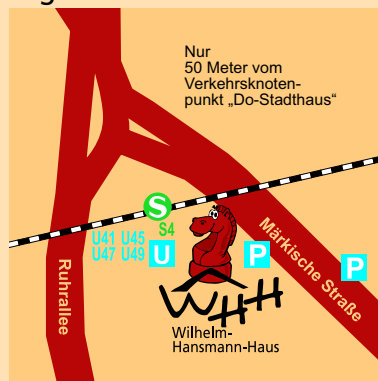 Nur
50 Meter vom
Verkehrsknoten-
punkt „Do-Stadthaus“
S
S4
U41 U45
U47 U49
U
P
P
Ruhrallee
Märkische Straße
WHH
Wilhelm-
Hansmann-Haus